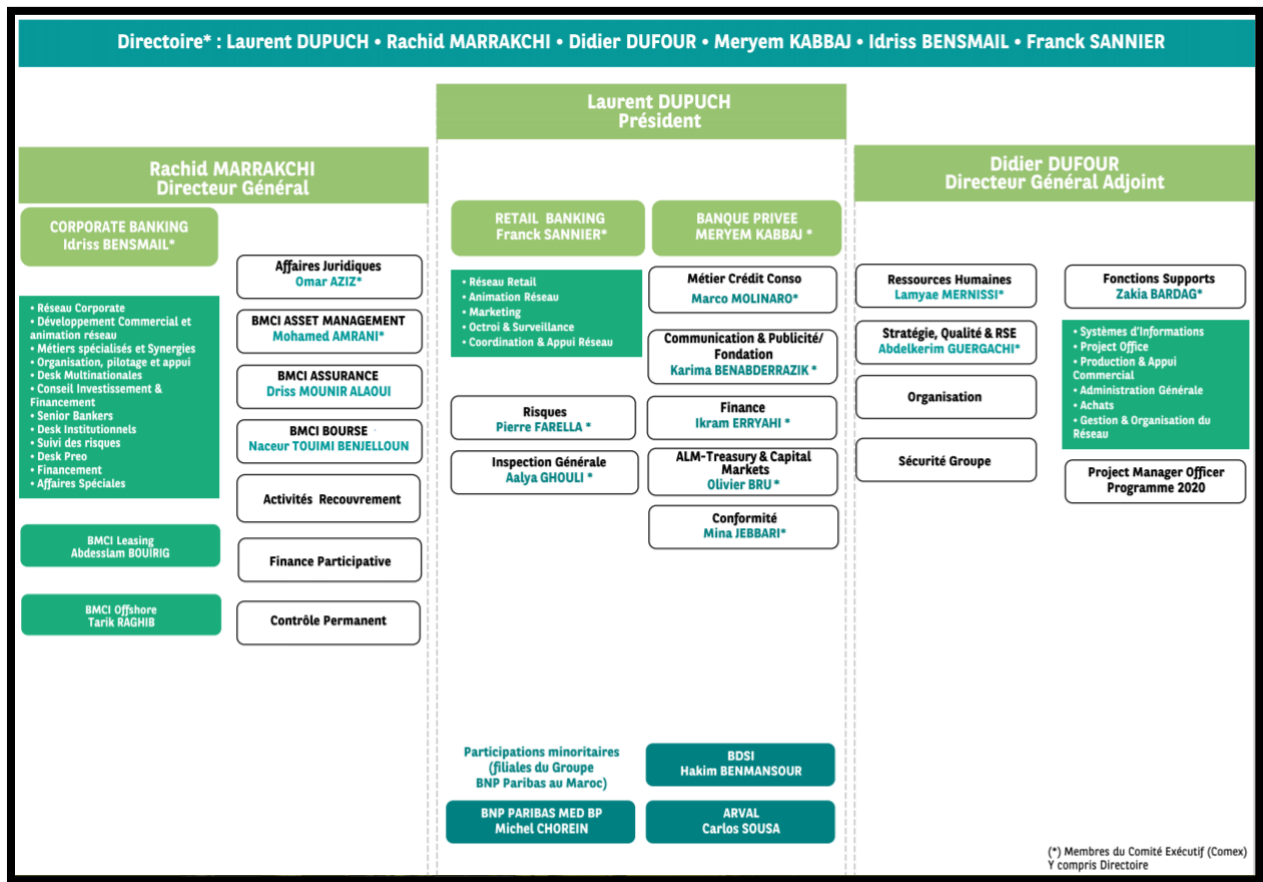 Directoire* : Laurent DUPUCH • Rachid MARRAKCHI • Didier DUFOUR • Meryem KABBAJ • Idriss BENSMAIL • Franck SANNIER
Laurent DUPUCH
Président
Rachid MARRAKCHI
Directeur Général
CORPORATE BANKING
Idriss BENSMAIL*
• Réseau Corporate
• Développement Commercial et
animation réseau
• Métiers spécialisés et Synergies
• Organisation, pilotage et appui
• Desk Multinationales
• Conseil Investissement &
Financement
• Senior Bankers
• Desk Institutionnels
• Suivi des risques
• Desk Preo
• Financement
• Affaires Spéciales
BMCI Leasing
Abdesslam BOUIRIG
BMCI Offshore
Tarik RAGHIB
Affaires Juridiques
Omar AZIZ*
BMCI ASSET MANAGEMENT
Mohamed AMRANI*
BMCI ASSURANCE
Driss MOUNIR ALAOUI
BMCI BOURSE
Naceur TOUIMI BENJELLOUN
Activités Recouvrement
Finance Participative
Contrôle Permanent
RETAIL BANKING
Franck SANNIER*
• Réseau Retail
• Animation Réseau
• Marketing
• Octroi & Surveillance
• Coordination & Appui Réseau
Risques
Pierre FARELLA *
Inspection Générale
Aalya GHOULI *
BANQUE PRIVEE
MERYEM KABBAJ *
Métier Crédit Conso
Marco MOLINARO*
Communication & Publicité/
Fondation
Karima BENABDERRAZIK *
Finance
Ikram ERRYAHI *
ALM-Treasury & Capital
Markets
Olivier BRU *
Conformité
Mina JEBBARI*
Participations minoritaires
(filiales du Groupe
BNP Paribas au Maroc)
BDSI
Hakim BENMANSOUR
BNP PARIBAS MED BP
Michel CHOREIN
ARVAL
Carlos SOUSA
Didier DUFOUR
Directeur Général Adjoint
Ressources Humaines
Lamyae MERNISSI*
Stratégie, Qualité & RSE
Abdelkerim GUERGACHI*
Organisation
Sécurité Groupe
Fonctions Supports
Zakia BARDAG*
• Systèmes d'Informations
• Project Office
• Production & Appui
Commercial
• Administration Générale
• Achats
• Gestion & Organisation du
Réseau
Project Manager Officer
Programme 2020
(*) Membres du Comité Exécutif (Comex)
Y compris Directoire